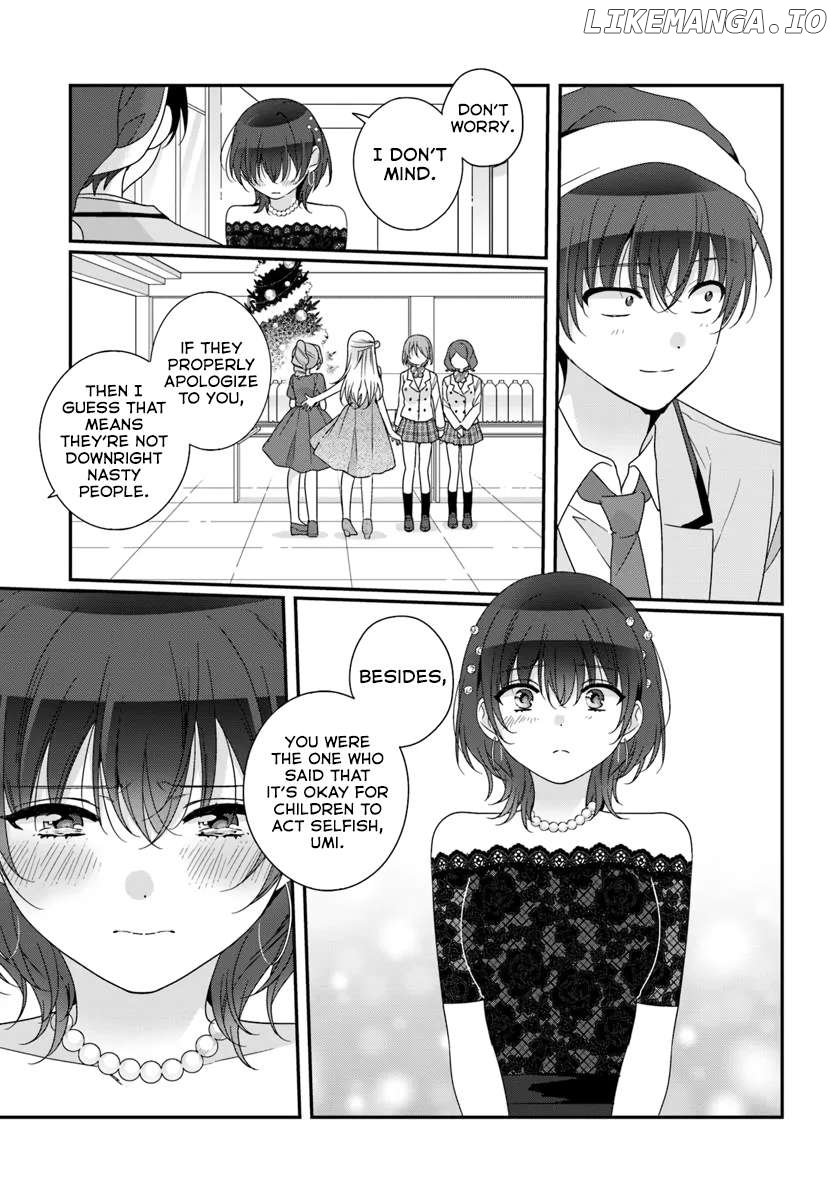 LIKEMANGA.IO
DON'T
WORRY.
I DON'T
MIND.
IF THEY
PROPERLY
APOLOGIZE
TO YOU,
THEN I
GUESS THAT
MEANS
THEY'RE NOT
DOWNRIGHT
NASTY
PEOPLE.
BESIDES,
YOU WERE
THE ONE WHO
SAID THAT
IT'S OKAY FOR
CHILDREN TO
ACT SELFISH,
UMI.